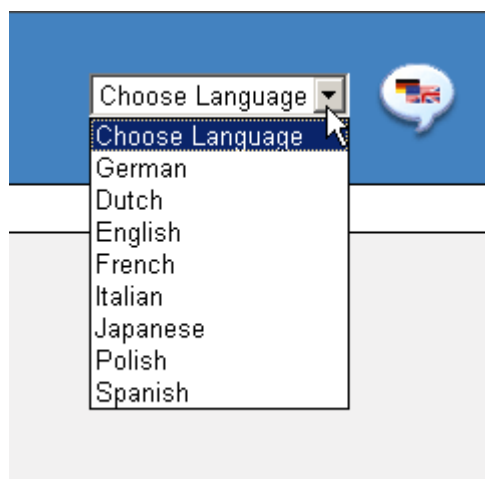 Choose Language
Choose Language
German
Dutch
English
French
Italian
Japanese
Polish
Spanish